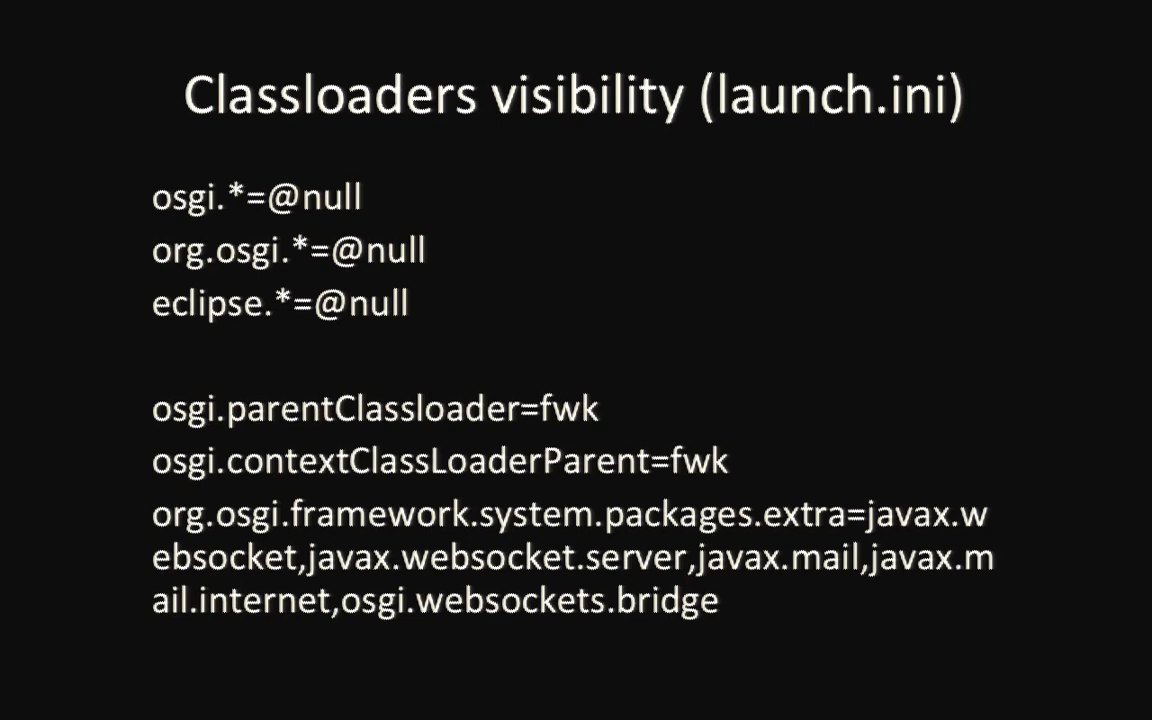 Classloaders visibility (launch.ini)
osgi.*=@null
org.osgi.*=@null
eclipse.*=@null
osgi.parentClassloader=fwk
osgi.contextClassLoaderParent=fwk
org.osgi.framework.system.packages.extra=javax.w
ebsocket,javax.websocket.server,javax.mail,javax.m
ail.internet,osgi.websockets.bridge